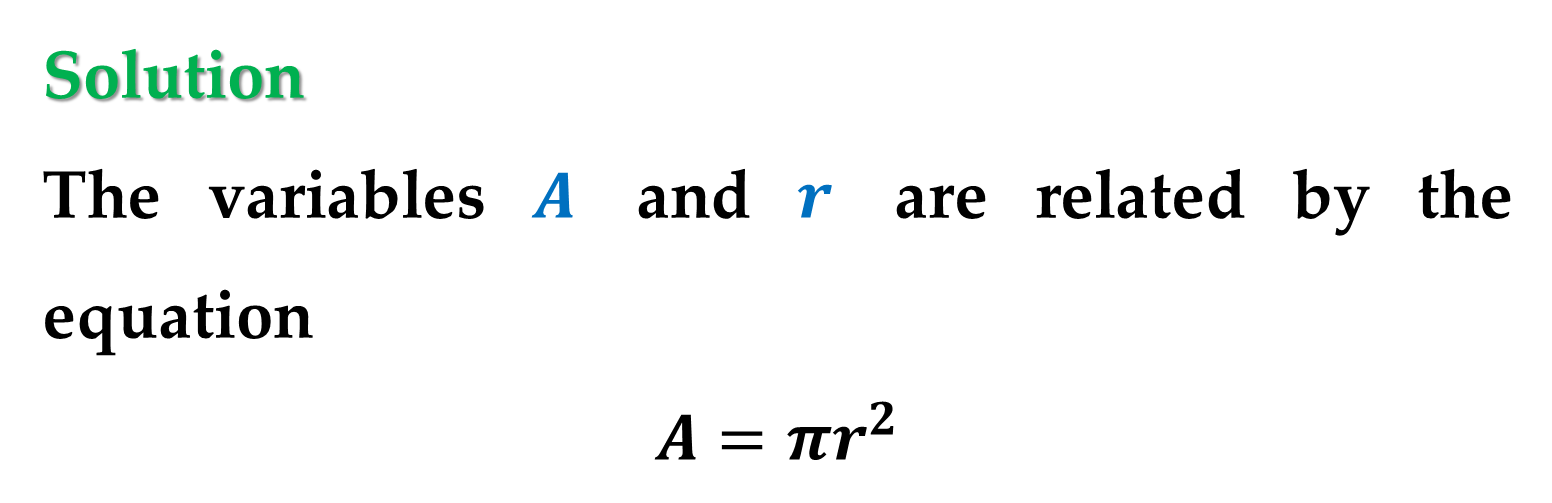 Solution
The variables A and r are related by the
equation
A = πr²